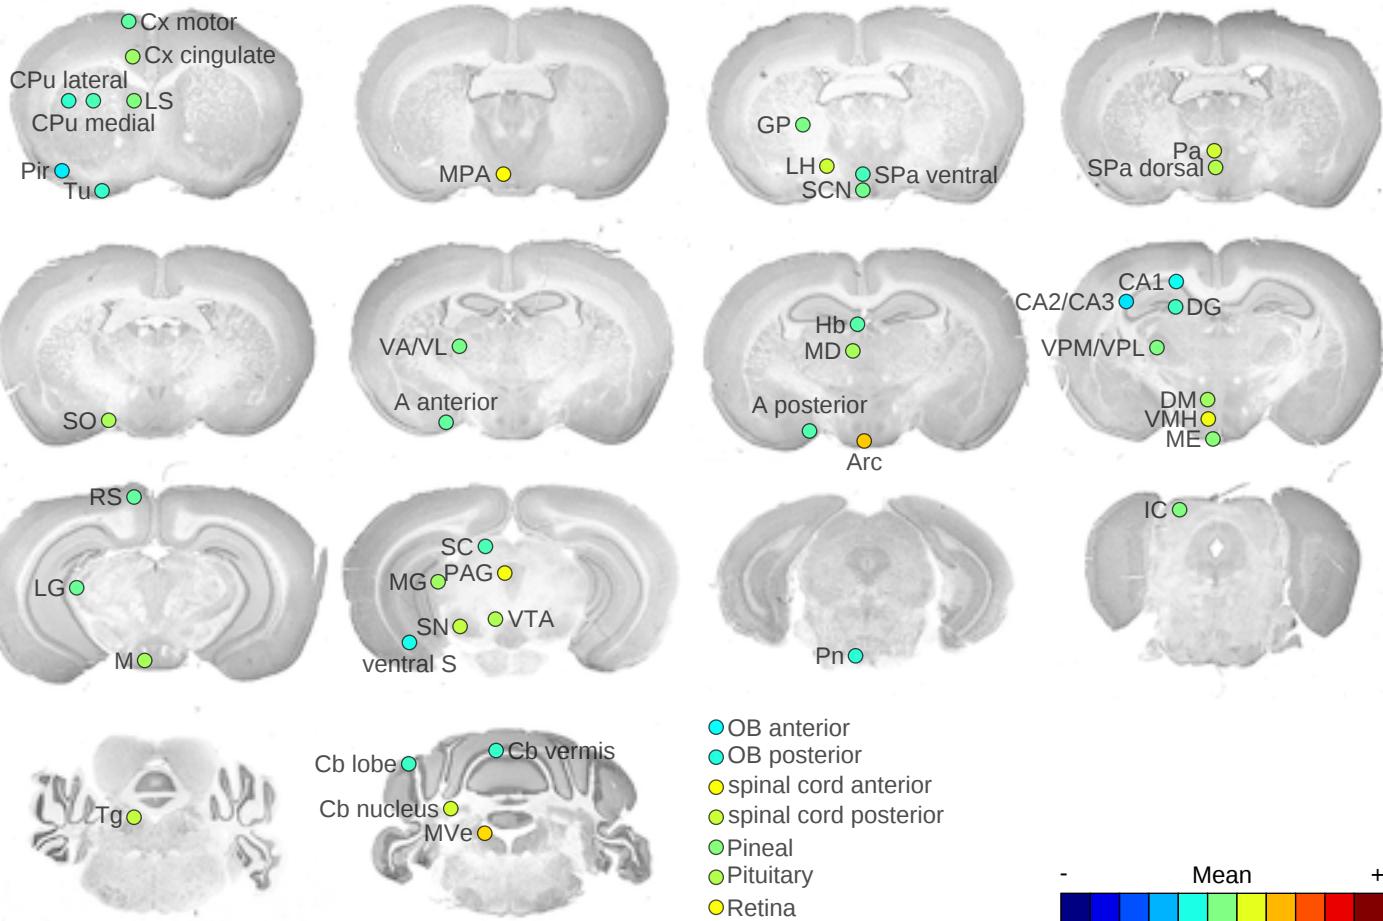 Cx motor
Cx cingulate
CPu lateral
LS
CPu medial
Pir
Tu
MPA
GP
LH
SPa ventral
SCN
Pa
SPa dorsal
SO
VA/VL
A anterior
Hb
MD
A posterior
Arc
CA1
CA2/CA3
DG
VPM/VPL
DM
VMH
ME
RS
LG
M
SC
PAG
MG
VTA
SN
ventral S
Pn
IC
Tg
Cb lobe
Cb vermis
Cb nucleus
MVe
OB anterior
OB posterior
spinal cord anterior
spinal cord posterior
Pineal
Pituitary
Retina
- Mean +